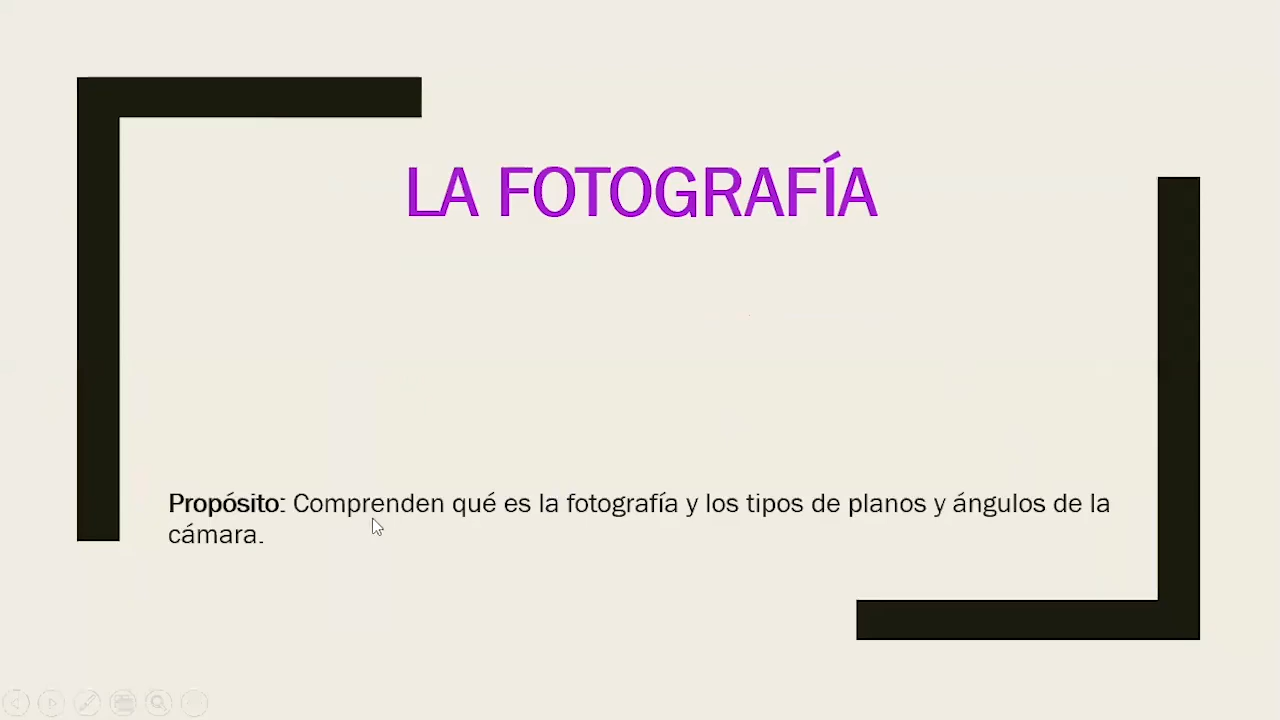 LA FOTOGRAFÍA
Propósito: Comprenden qué es la fotografía y los tipos de planos y ángulos de la
cámara.